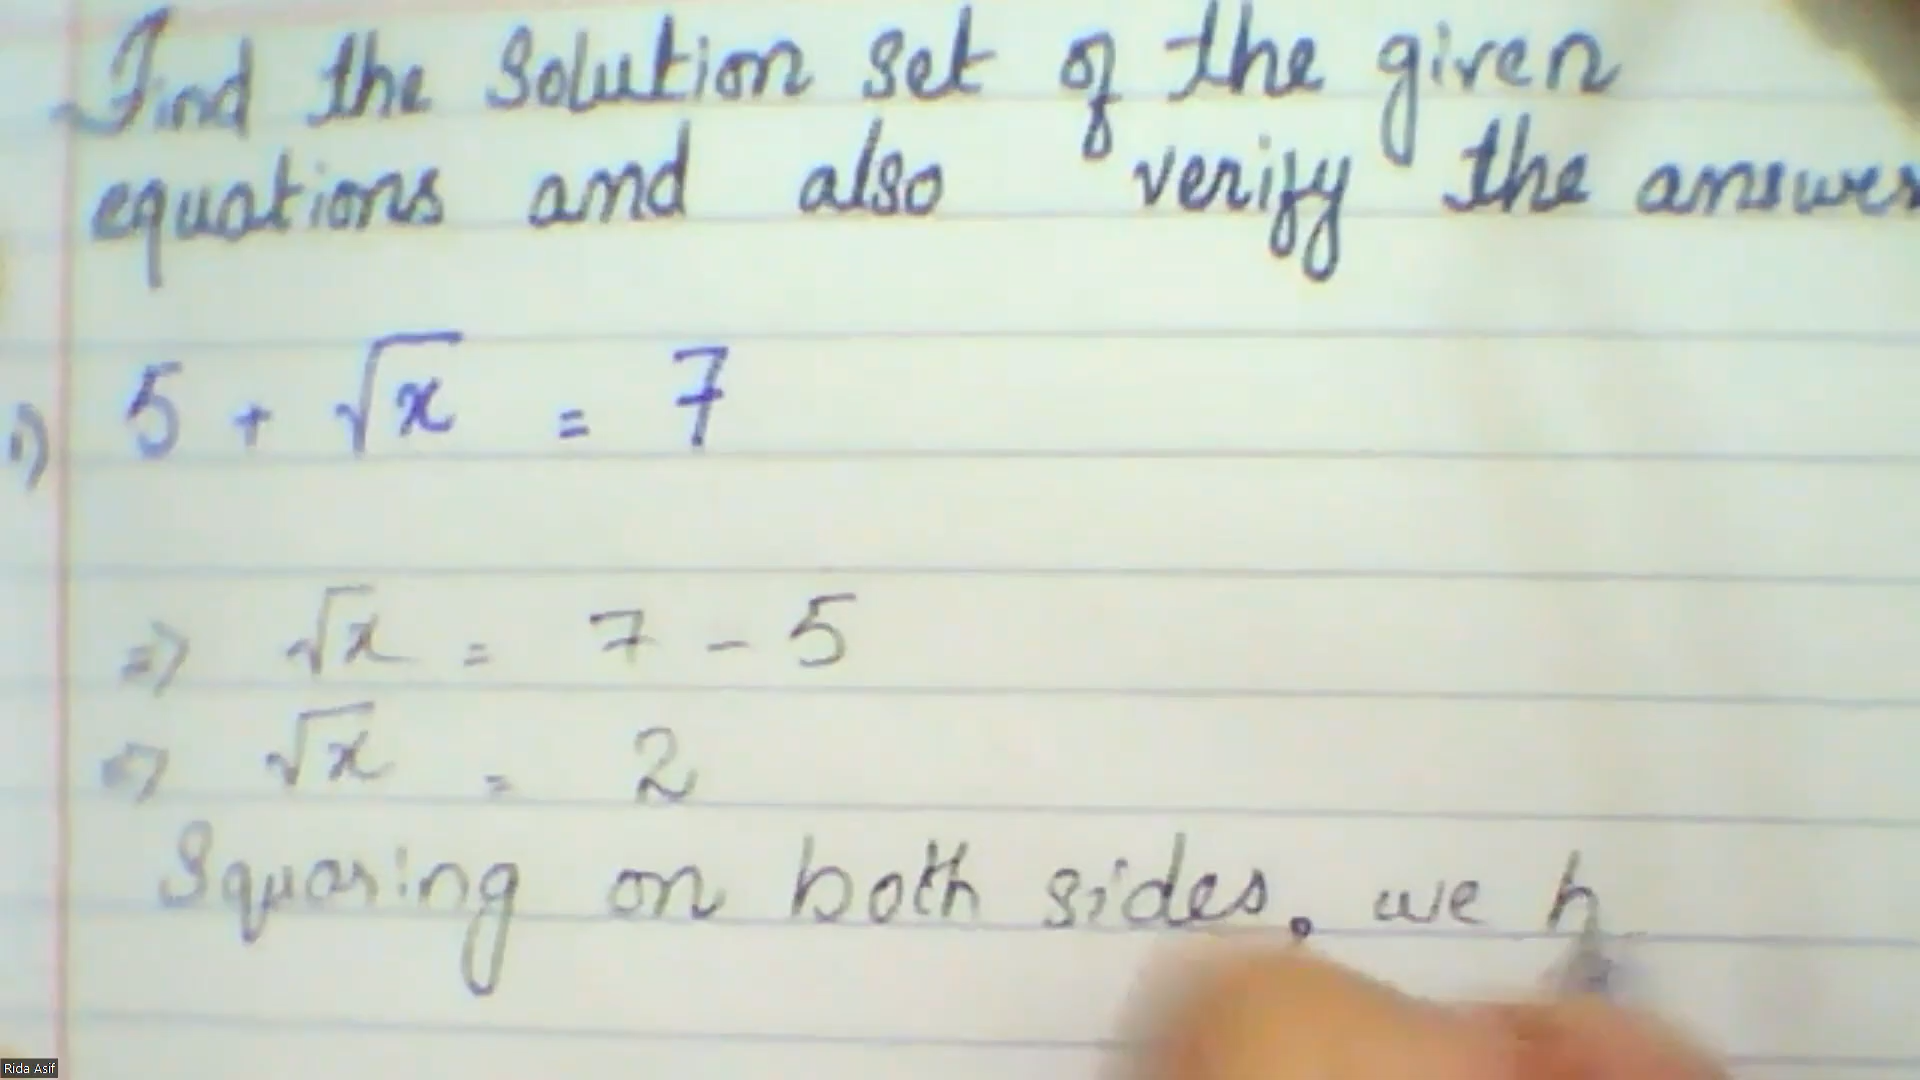 Find the Solution set of the given
equations and also verify the answer
i) 5 + √x = 7
=> √x = 7 - 5
=> √x = 2
Squaring on both sides, we h
Rida Asif